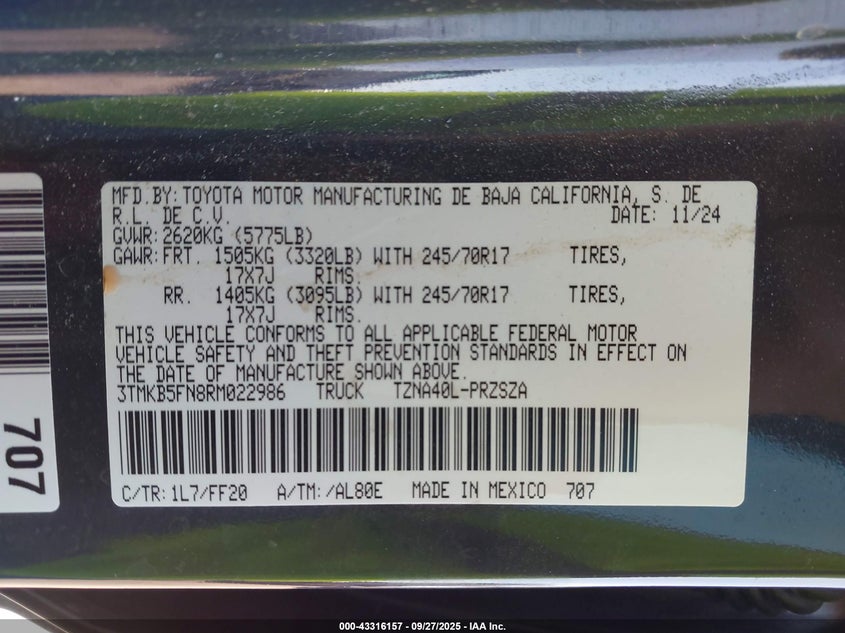 MFD.BY:TOYOTA MOTOR MANUFACTURING DE BAJA CALIFORNIA, S. DE
R.L. DE C.V. DATE: 11/24
GVWR:2620KG (5775LB)
GAWR:FRT. 1505KG (3320LB) WITH 245/70R17 TIRES,
17X7J RIMS.
RR. 1405KG (3095LB) WITH 245/70R17 TIRES,
17X7J RIMS.
THIS VEHICLE CONFORMS TO ALL APPLICABLE FEDERAL MOTOR
VEHICLE SAFETY AND THEFT PREVENTION STANDARDS IN EFFECT ON
THE DATE OF MANUFACTURE SHOWN ABOVE.
3TMKB5FN8RM022986 TRUCK TZNA40L-PRZSZA
C/TR:1L7/FF20 A/TM:/AL80E MADE IN MEXICO 707
707
000-43316157 - 09/27/2025 - IAA Inc.